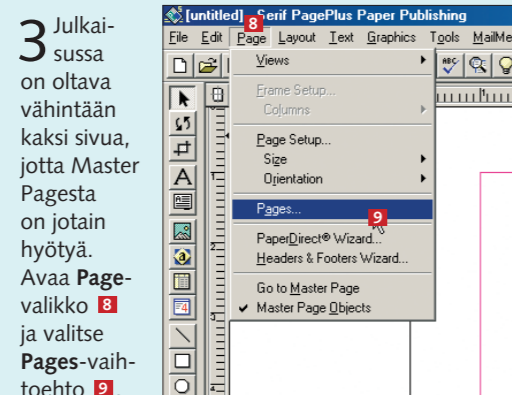 3 Julkai-
sussa
on oltava
vähintään
kaksi sivua,
jotta Master
Pagesta
on jotain
hyötyä.
Avaa Page-
valikko 8
ja valitse
Pages-vaih-
toehto 9.
[untitled] 8 Serif PagePlus Paper Publishing
File Edit Page Layout Text Graphics Tools MailMe
Views
Frame Setup...
Columns
Page Setup...
Size
Orientation
Pages... 9
PaperDirect® Wizard...
Headers & Footers Wizard...
Go to Master Page
✔ Master Page Objects